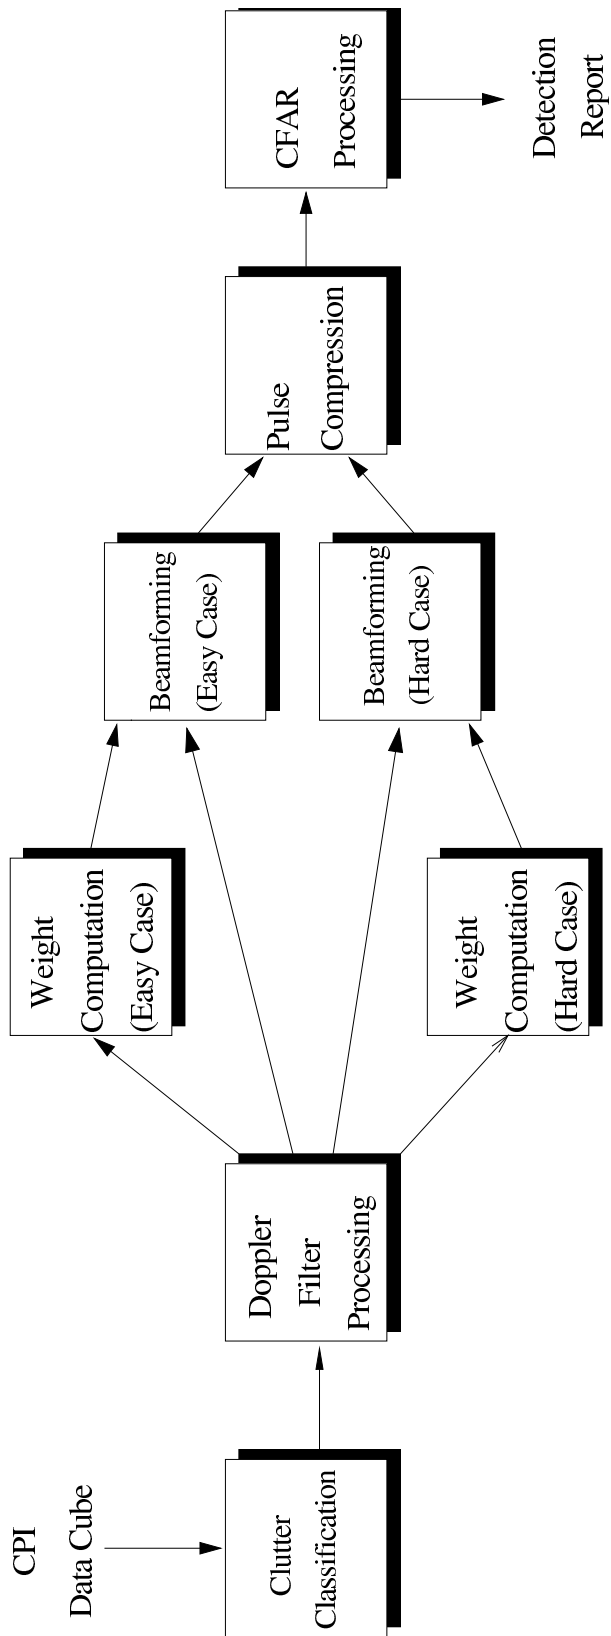 CPI
Data Cube
Clutter
Classification
Doppler
Filter
Processing
Weight
Computation
(Easy Case)
Weight
Computation
(Hard Case)
Beamforming
(Easy Case)
Beamforming
(Hard Case)
Pulse
Compression
CFAR
Processing
Detection
Report